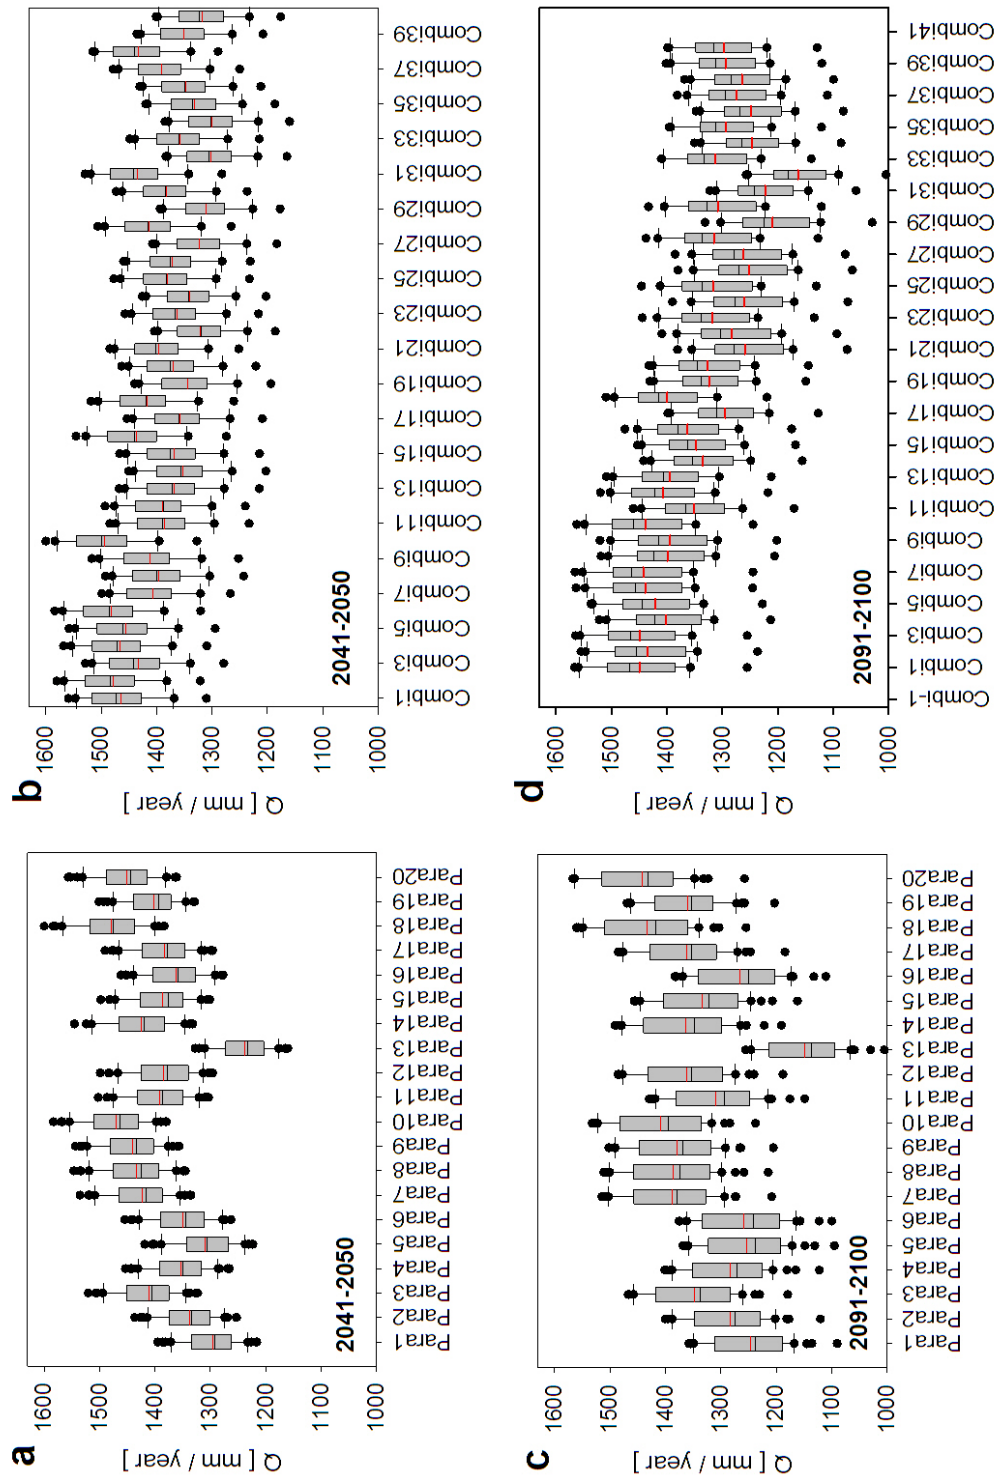 a
Q [ mm / year ]
1600
1500
1400
1300
1200
1100
1000
2041-2050
Para1
Para2
Para3
Para4
Para5
Para6
Para7
Para8
Para9
Para10
Para11
Para12
Para13
Para14
Para15
Para16
Para17
Para18
Para19
Para20
b
Q [ mm / year ]
1600
1500
1400
1300
1200
1100
1000
2041-2050
Combi1
Combi3
Combi5
Combi7
Combi9
Combi11
Combi13
Combi15
Combi17
Combi19
Combi21
Combi23
Combi25
Combi27
Combi29
Combi31
Combi33
Combi35
Combi37
Combi39
c
Q [ mm / year ]
1600
1500
1400
1300
1200
1100
1000
2091-2100
Para1
Para2
Para3
Para4
Para5
Para6
Para7
Para8
Para9
Para10
Para11
Para12
Para13
Para14
Para15
Para16
Para17
Para18
Para19
Para20
d
Q [ mm / year ]
1600
1500
1400
1300
1200
1100
1000
2091-2100
Combi-1
Combi1
Combi3
Combi5
Combi7
Combi9
Combi11
Combi13
Combi15
Combi17
Combi19
Combi21
Combi23
Combi25
Combi27
Combi29
Combi31
Combi33
Combi35
Combi37
Combi39
Combi41